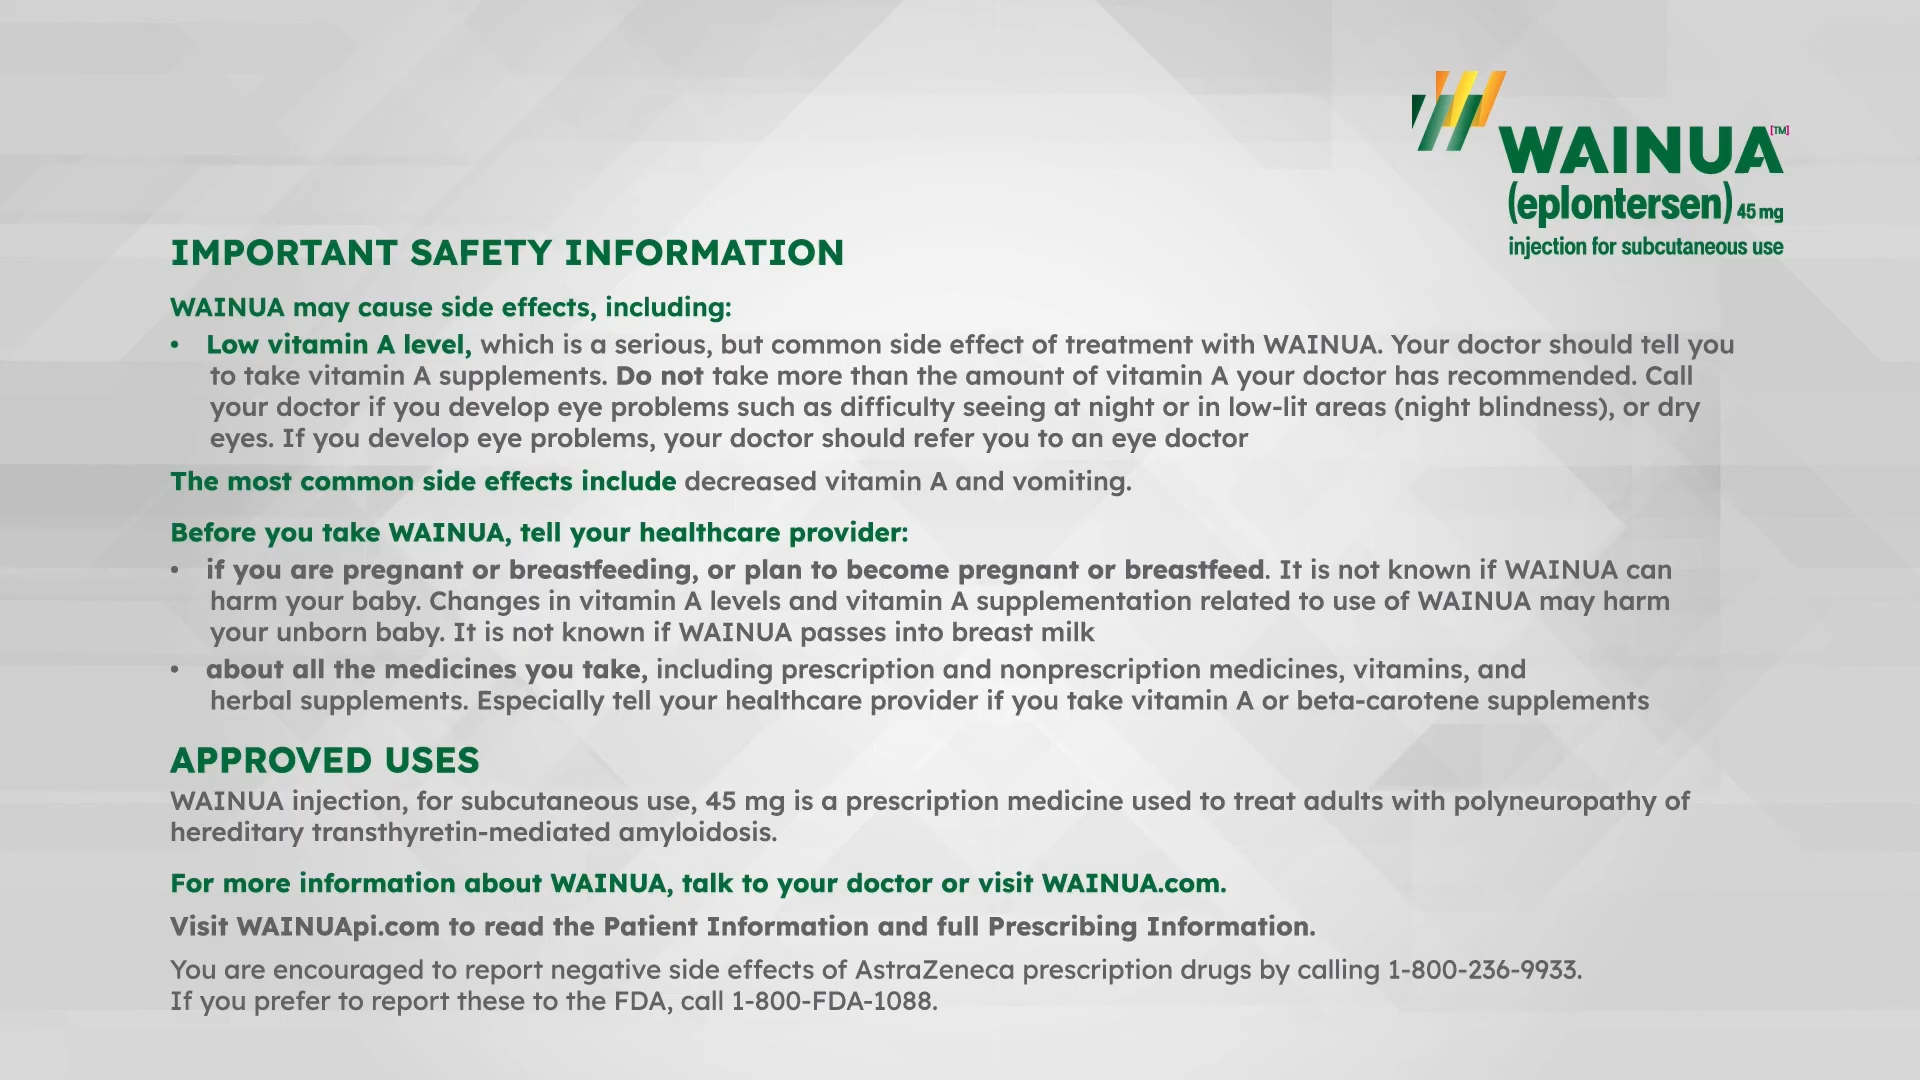 WAINUA[TM]
(eplontersen) 45 mg
injection for subcutaneous use
IMPORTANT SAFETY INFORMATION
WAINUA may cause side effects, including:
• Low vitamin A level, which is a serious, but common side effect of treatment with WAINUA. Your doctor should tell you
to take vitamin A supplements. Do not take more than the amount of vitamin A your doctor has recommended. Call
your doctor if you develop eye problems such as difficulty seeing at night or in low-lit areas (night blindness), or dry
eyes. If you develop eye problems, your doctor should refer you to an eye doctor
The most common side effects include decreased vitamin A and vomiting.
Before you take WAINUA, tell your healthcare provider:
• if you are pregnant or breastfeeding, or plan to become pregnant or breastfeed. It is not known if WAINUA can
harm your baby. Changes in vitamin A levels and vitamin A supplementation related to use of WAINUA may harm
your unborn baby. It is not known if WAINUA passes into breast milk
• about all the medicines you take, including prescription and nonprescription medicines, vitamins, and
herbal supplements. Especially tell your healthcare provider if you take vitamin A or beta-carotene supplements
APPROVED USES
WAINUA injection, for subcutaneous use, 45 mg is a prescription medicine used to treat adults with polyneuropathy of
hereditary transthyretin-mediated amyloidosis.
For more information about WAINUA, talk to your doctor or visit WAINUA.com.
Visit WAINUApi.com to read the Patient Information and full Prescribing Information.
You are encouraged to report negative side effects of AstraZeneca prescription drugs by calling 1-800-236-9933.
If you prefer to report these to the FDA, call 1-800-FDA-1088.